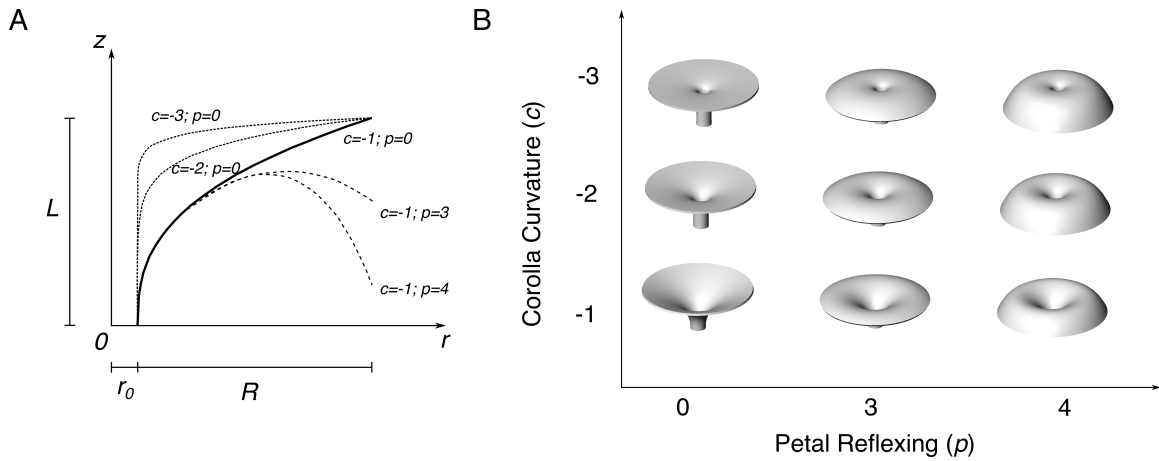 A
z
c=-3; p=0
c=-1; p=0
c=-2; p=0
L
c=-1; p=3
c=-1; p=4
0
r
r0
R
B
Corolla Curvature (c)
-3
-2
-1
0
3
4
Petal Reflexing (p)